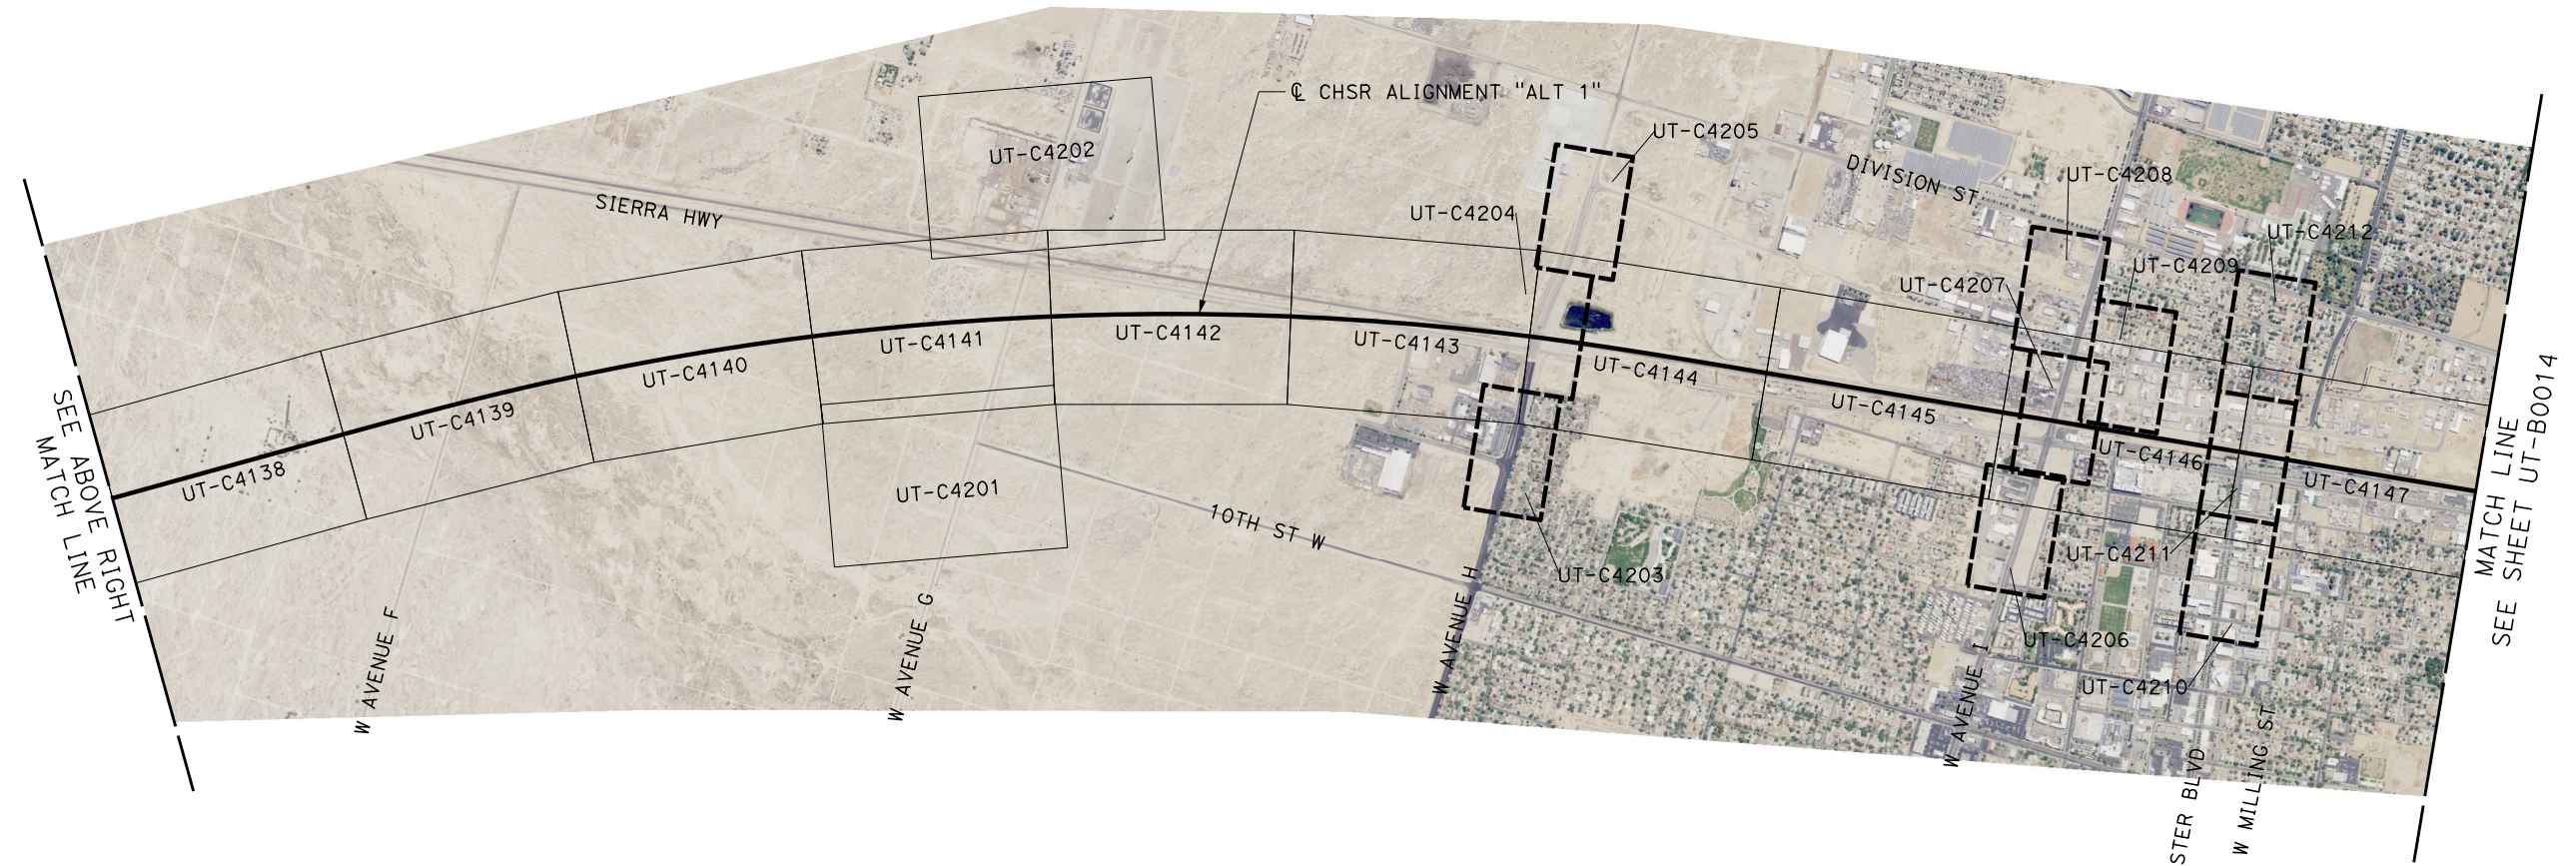 ℄ CHSR ALIGNMENT "ALT 1"
UT-C4205
UT-C4202
DIVISION ST
UT-C4208
SIERRA HWY
UT-C4204
UT-C4212
UT-C4209
UT-C4207
UT-C4138
UT-C4139
UT-C4140
UT-C4141
UT-C4142
UT-C4143
UT-C4144
UT-C4145
UT-C4146
UT-C4147
SEE ABOVE RIGHT
MATCH LINE
MATCH LINE
SEE SHEET UT-B0014
UT-C4201
10TH ST W
UT-C4211
UT-C4203
UT-C4206
UT-C4210
W AVENUE F
W AVENUE G
W AVENUE H
W AVENUE I
STER BLVD
W MILLING ST